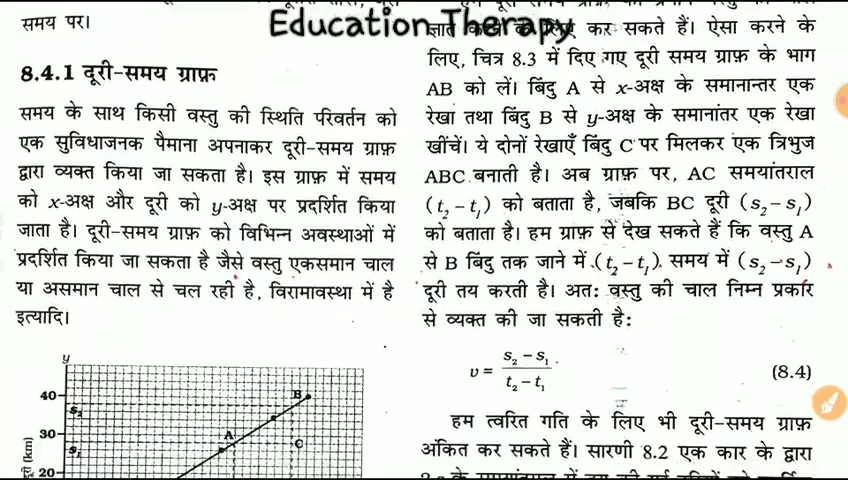 Education Therapy
समय पर।
8.4.1 दूरी-समय ग्राफ़
समय के साथ किसी वस्तु की स्थिति परिवर्तन को
एक सुविधाजनक पैमाना अपनाकर दूरी-समय ग्राफ़
द्वारा व्यक्त किया जा सकता है। इस ग्राफ़ में समय
को x-अक्ष और दूरी को y-अक्ष पर प्रदर्शित किया
जाता है। दूरी-समय ग्राफ़ को विभिन्न अवस्थाओं में
प्रदर्शित किया जा सकता है जैसे वस्तु एकसमान चाल
या असमान चाल से चल रही है, विरामावस्था में है
इत्यादि।
y
40
B
s₂
30
A
C
s₁
20
(km)
के लिए कर सकते हैं। ऐसा करने के
लिए, चित्र 8.3 में दिए गए दूरी समय ग्राफ़ के भाग
AB को लें। बिंदु A से x-अक्ष के समानान्तर एक
रेखा तथा बिंदु B से y-अक्ष के समानांतर एक रेखा
खींचें। ये दोनों रेखाएँ बिंदु C पर मिलकर एक त्रिभुज
ABC बनाती है। अब ग्राफ़ पर, AC समयांतराल
(t₂ – t₁) को बताता है, जबकि BC दूरी (s₂ – s₁)
को बताता है। हम ग्राफ़ से देख सकते हैं कि वस्तु A
से B बिंदु तक जाने में (t₂ – t₁) समय में (s₂ – s₁)
दूरी तय करती है। अतः वस्तु की चाल निम्न प्रकार
से व्यक्त की जा सकती है:
v = (s₂ – s₁) / (t₂ – t₁) (8.4)
हम त्वरित गति के लिए भी दूरी-समय ग्राफ़
अंकित कर सकते हैं। सारणी 8.2 एक कार के द्वारा